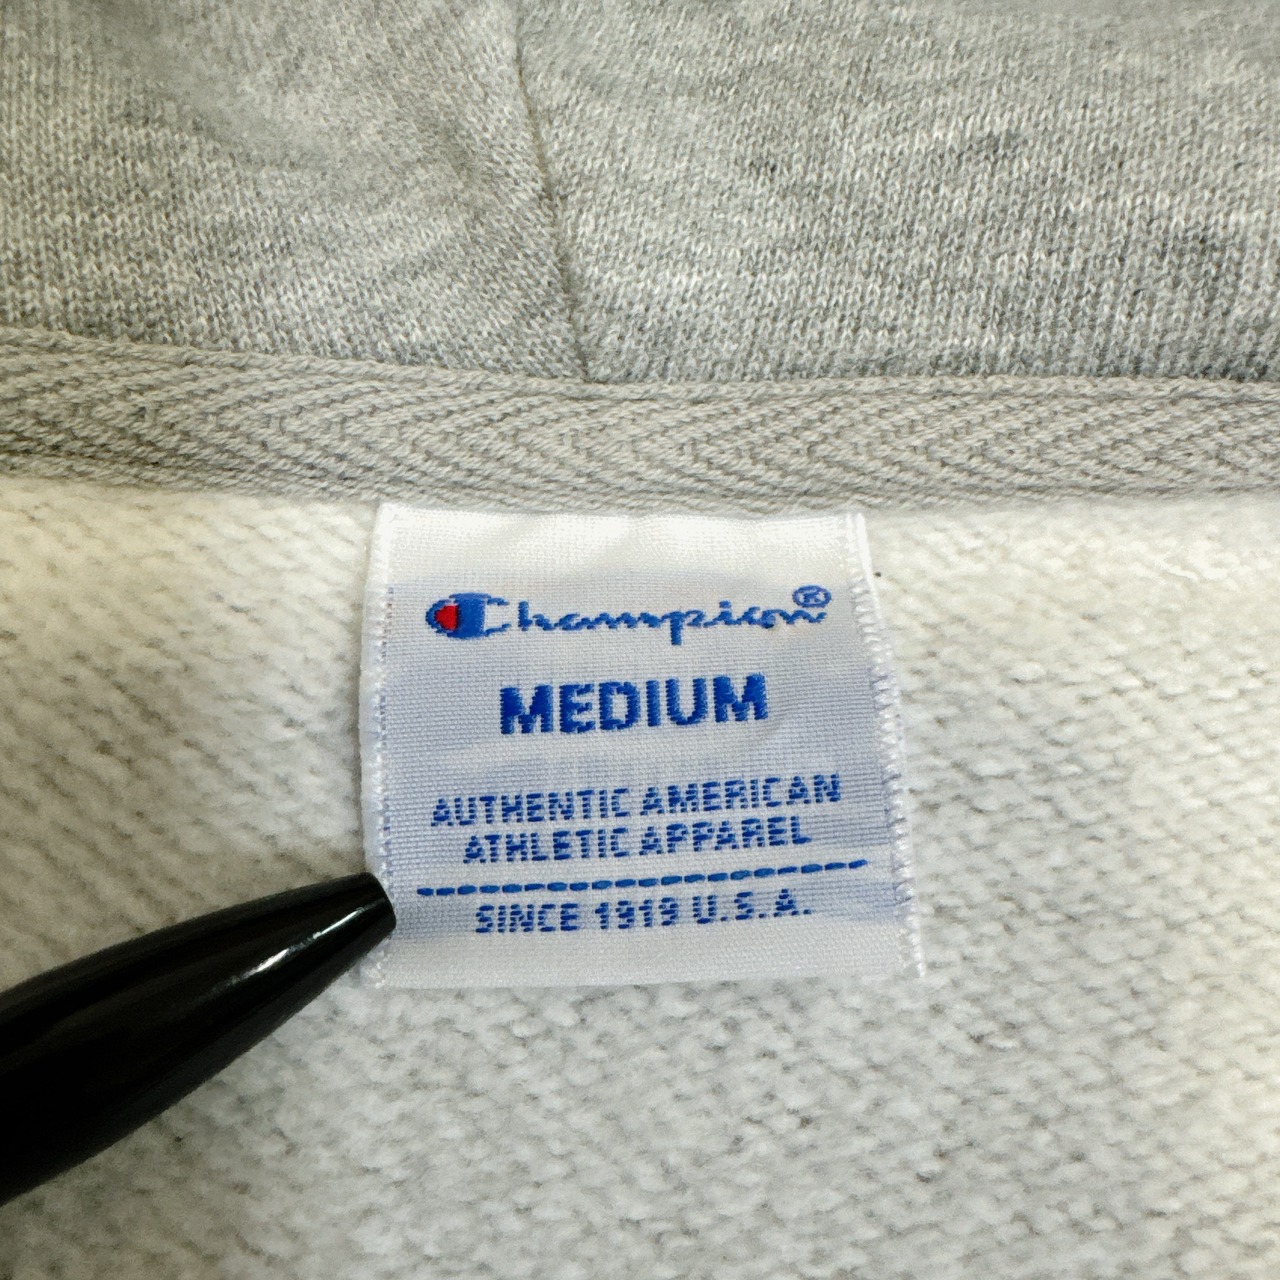 Champion®
MEDIUM
AUTHENTIC AMERICAN
ATHLETIC APPAREL
SINCE 1919 U.S.A.